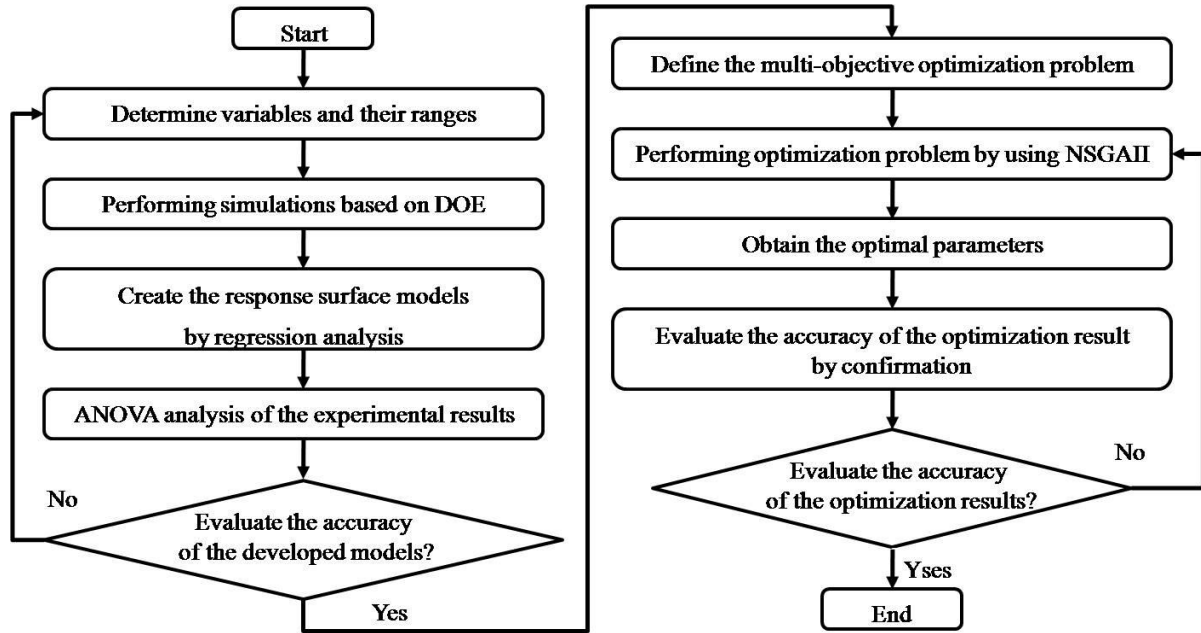 Start
Determine variables and their ranges
Performing simulations based on DOE
Create the response surface models
by regression analysis
ANOVA analysis of the experimental results
No
Evaluate the accuracy
of the developed models?
Yes
Define the multi-objective optimization problem
Performing optimization problem by using NSGAII
Obtain the optimal parameters
Evaluate the accuracy of the optimization result
by confirmation
No
Evaluate the accuracy
of the optimization results?
Yses
End